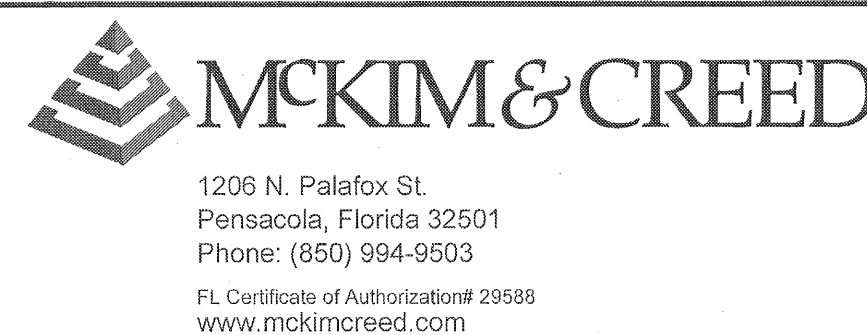 McKIM & CREED
1206 N. Palafox St.
Pensacola, Florida 32501
Phone: (850) 994-9503
FL Certificate of Authorization# 29588
www.mckimcreed.com